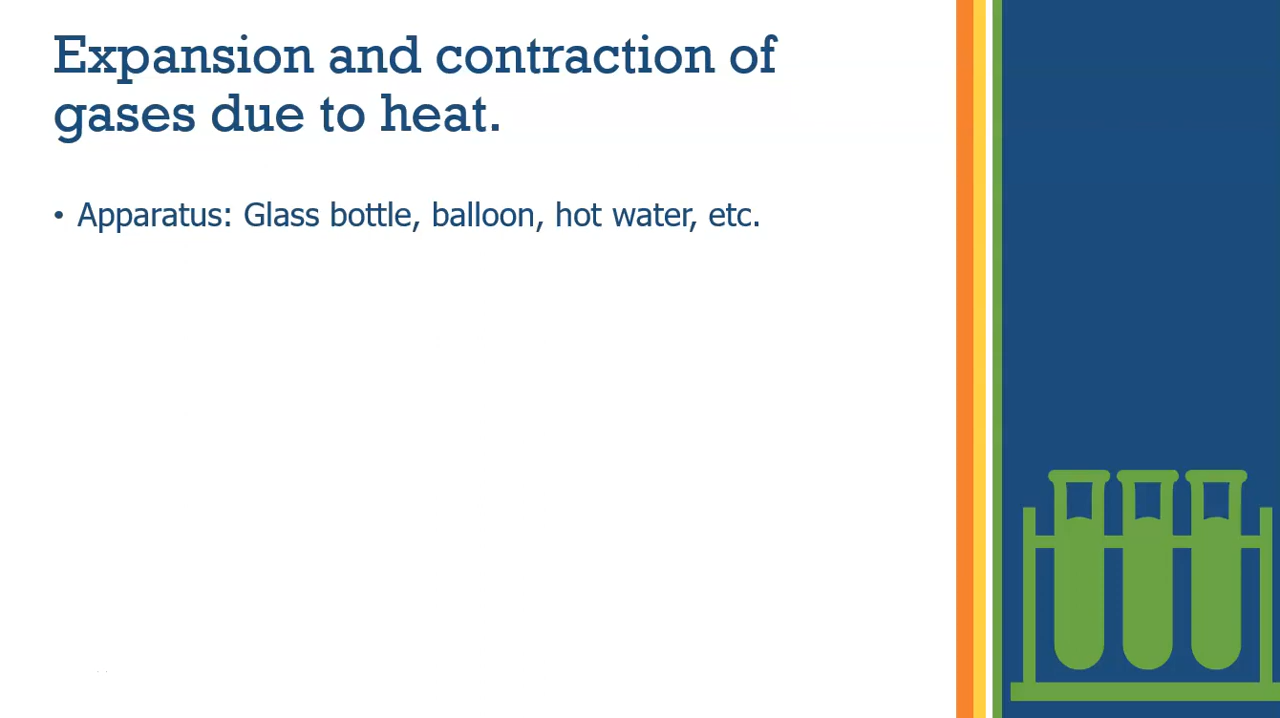 Expansion and contraction of
gases due to heat.
• Apparatus: Glass bottle, balloon, hot water, etc.